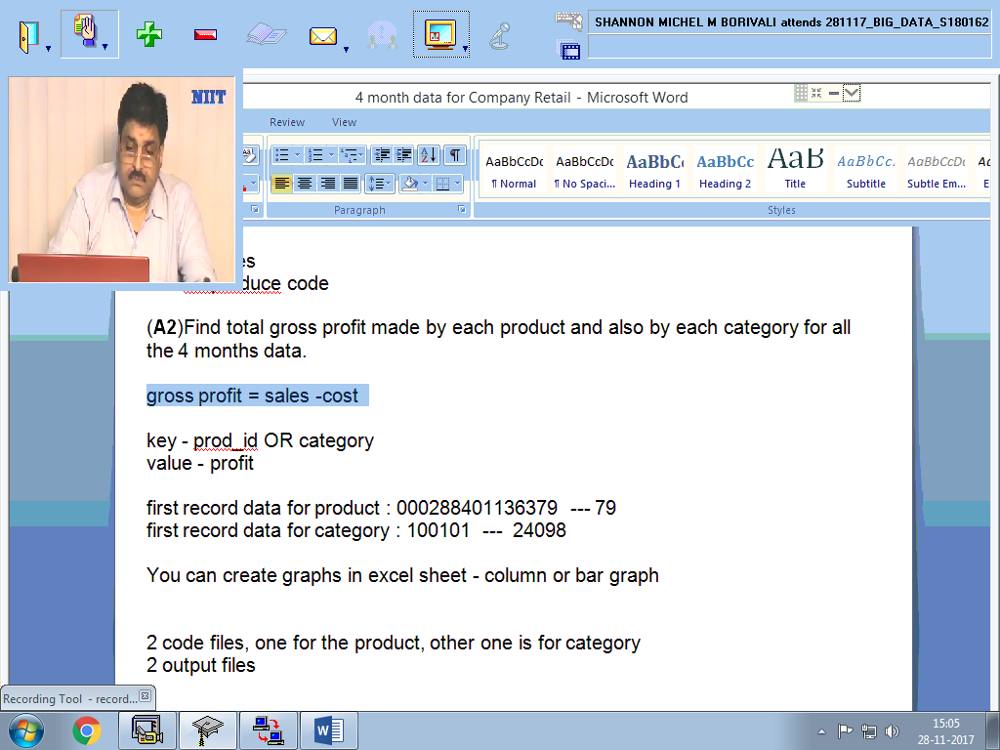 SHANNON MICHEL M BORIVALI attends 281117_BIG_DATA_S180162
NIIT
4 month data for Company Retail - Microsoft Word
Review View
AaBbCcDc AaBbCcDc AaBbC AaBbCc AaB AaBbCc. AaBbCcDc
¶ Normal ¶ No Spaci... Heading 1 Heading 2 Title Subtitle Subtle Em...
Paragraph Styles
es
duce code
(A2)Find total gross profit made by each product and also by each category for all
the 4 months data.
gross profit = sales -cost
key - prod_id OR category
value - profit
first record data for product : 000288401136379 --- 79
first record data for category : 100101 --- 24098
You can create graphs in excel sheet - column or bar graph
2 code files, one for the product, other one is for category
2 output files
Recording Tool - record...
15:05
28-11-2017